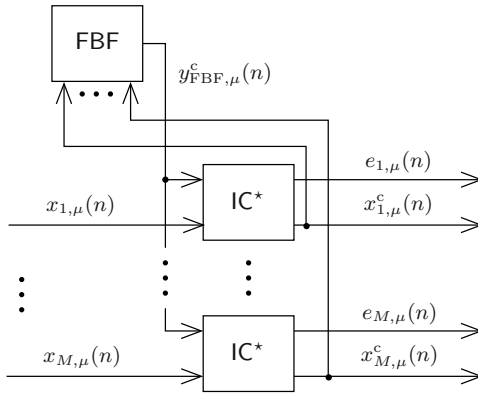 FBF
y^c_{FBF,μ}(n)
e_{1,μ}(n)
x_{1,μ}(n)
IC⋆
x^c_{1,μ}(n)
e_{M,μ}(n)
x_{M,μ}(n)
IC⋆
x^c_{M,μ}(n)